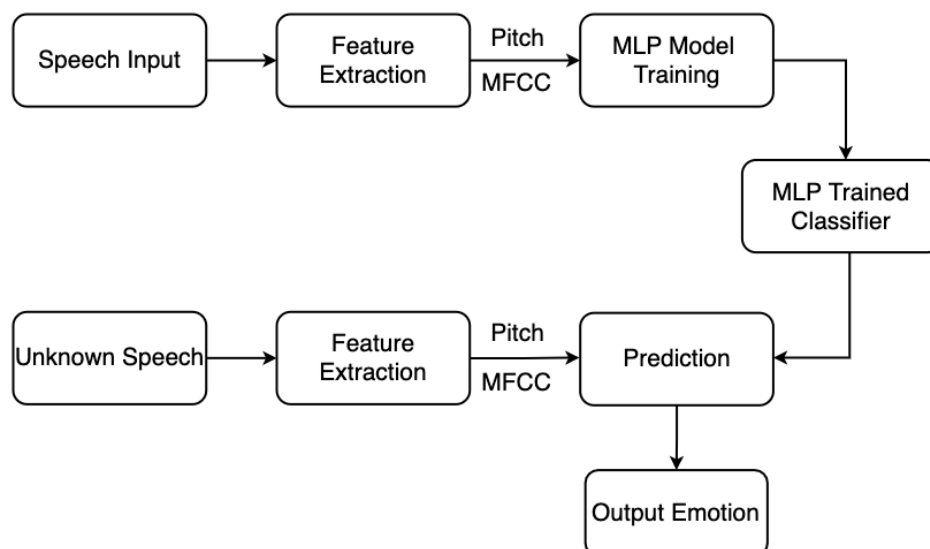 Speech Input
Feature
Extraction
Pitch
MFCC
MLP Model
Training
MLP Trained
Classifier
Unknown Speech
Feature
Extraction
Pitch
MFCC
Prediction
Output Emotion